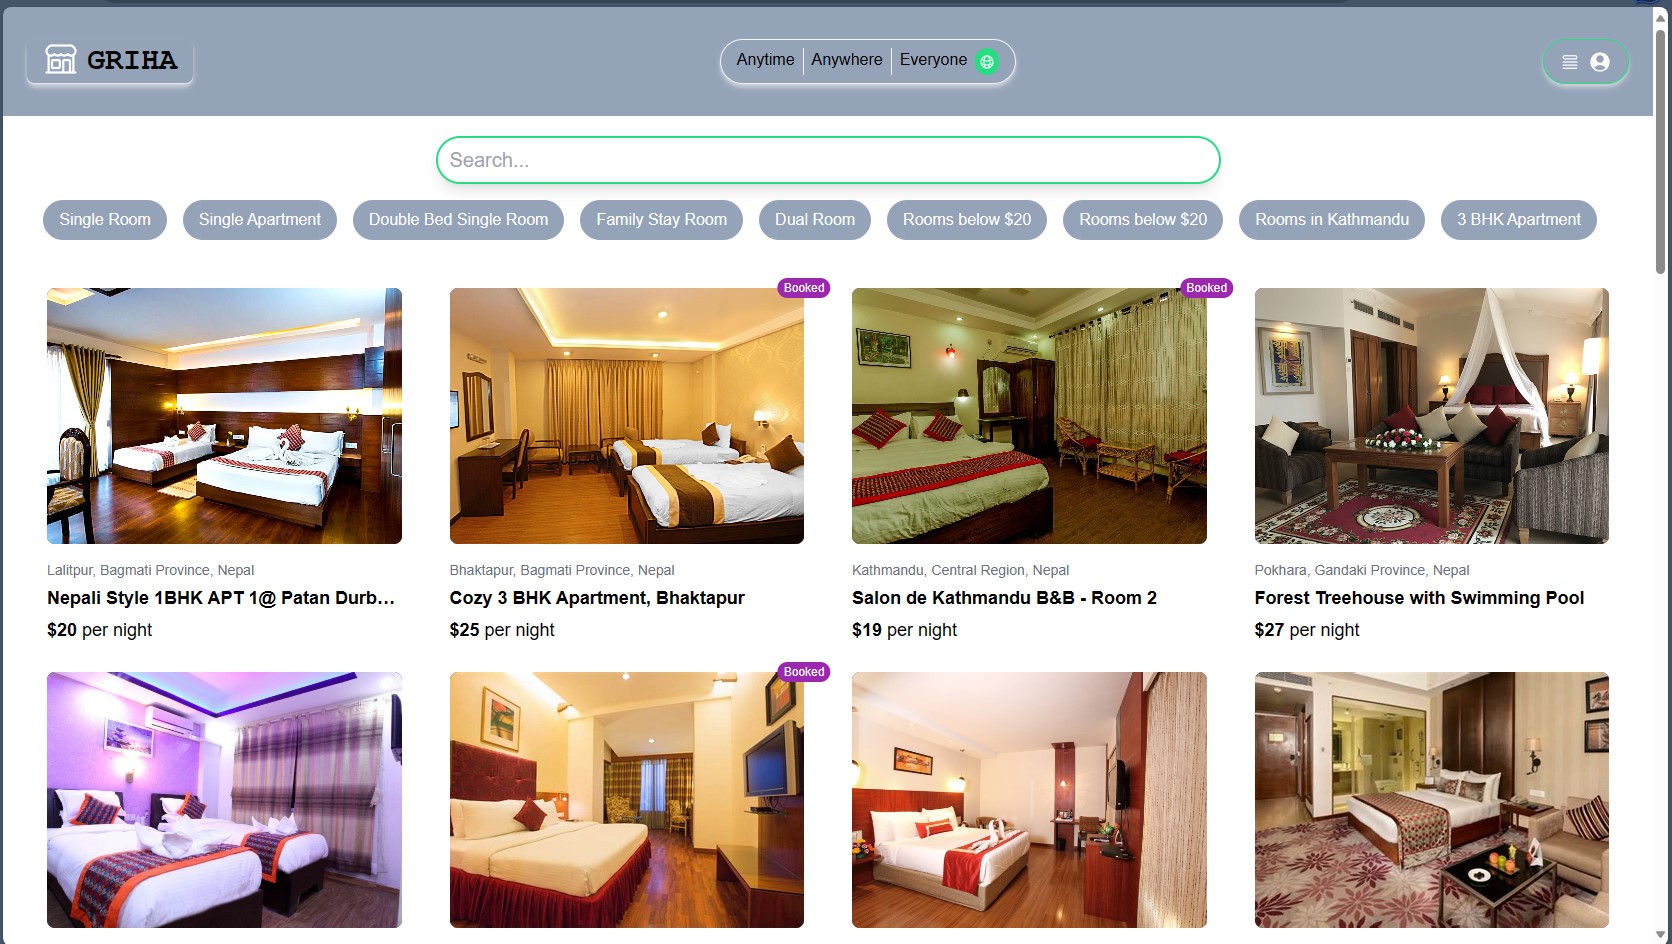 GRIHA
Anytime Anywhere Everyone
Search...
Single Room
Single Apartment
Double Bed Single Room
Family Stay Room
Dual Room
Rooms below $20
Rooms below $20
Rooms in Kathmandu
3 BHK Apartment
Booked
Booked
Lalitpur, Bagmati Province, Nepal
Nepali Style 1BHK APT 1@ Patan Durb...
$20 per night
Bhaktapur, Bagmati Province, Nepal
Cozy 3 BHK Apartment, Bhaktapur
$25 per night
Kathmandu, Central Region, Nepal
Salon de Kathmandu B&B - Room 2
$19 per night
Pokhara, Gandaki Province, Nepal
Forest Treehouse with Swimming Pool
$27 per night
Booked